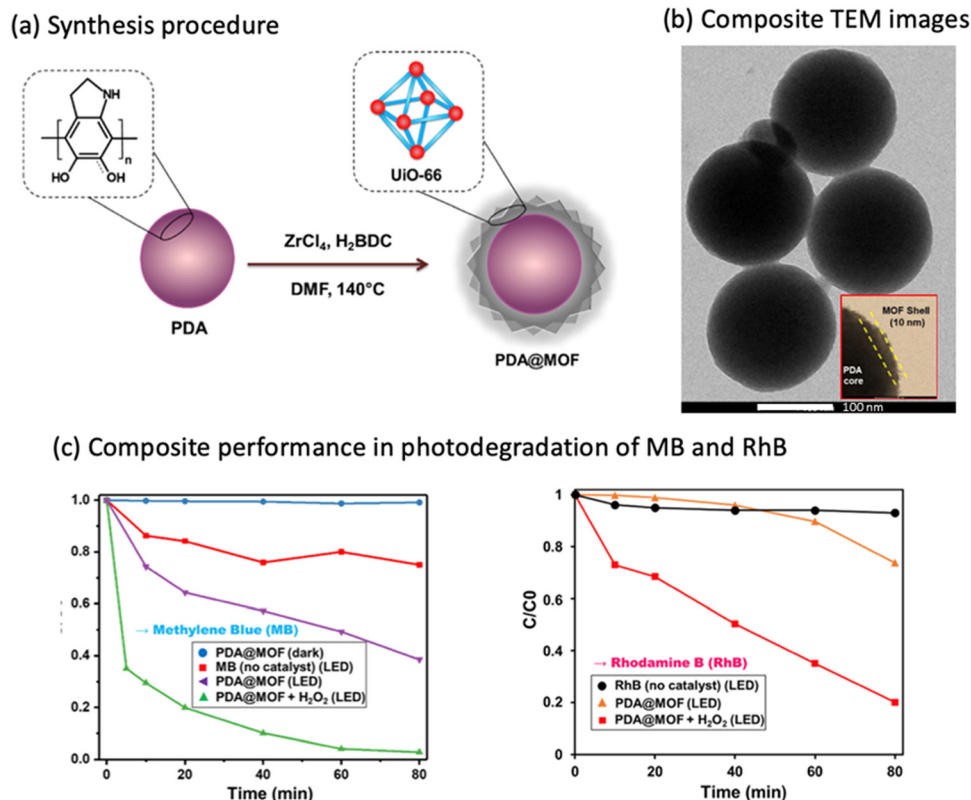 (a) Synthesis procedure
NH
n
HO
OH
PDA
ZrCl₄, H₂BDC
DMF, 140°C
UiO-66
PDA@MOF
(b) Composite TEM images
MOF Shell
(10 nm)
PDA
core
100 nm
(c) Composite performance in photodegradation of MB and RhB
1.0
0.8
0.6
0.4
0.2
0.0
→ Methylene Blue (MB)
PDA@MOF (dark)
MB (no catalyst) (LED)
PDA@MOF (LED)
PDA@MOF + H₂O₂ (LED)
0 20 40 60 80
Time (min)
C/C0
1
0.8
0.6
0.4
0.2
0
→ Rhodamine B (RhB)
RhB (no catalyst) (LED)
PDA@MOF (LED)
PDA@MOF + H₂O₂ (LED)
0 20 40 60 80
Time (min)